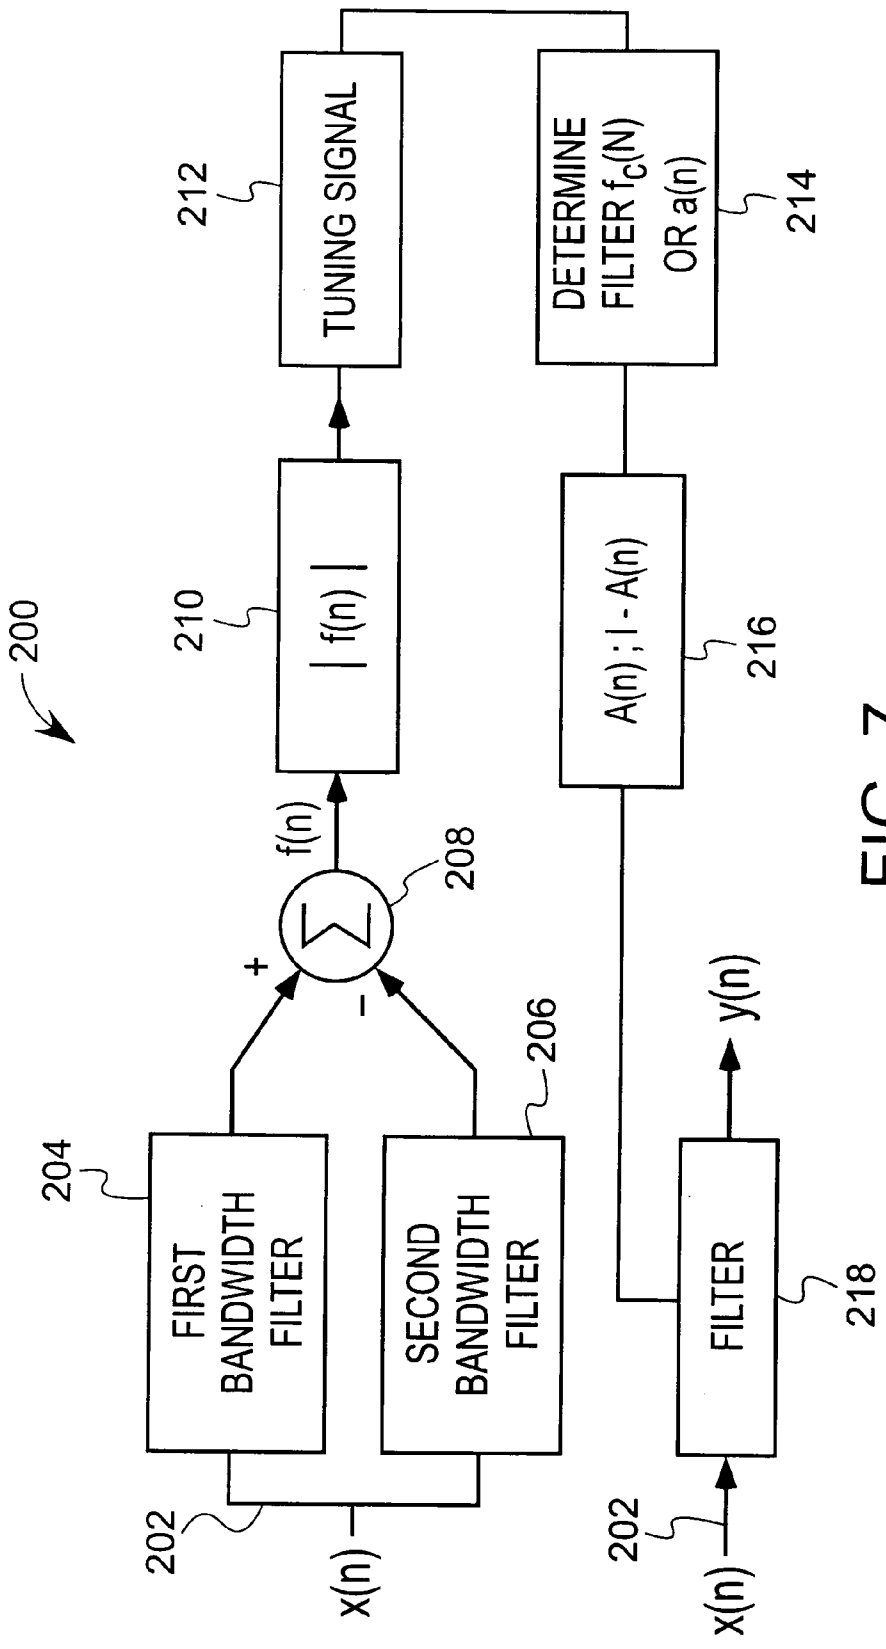 200
202
x(n)
204
FIRST
BANDWIDTH
FILTER
SECOND
BANDWIDTH
FILTER
206
+
−
Σ
208
f(n)
210
| f(n) |
212
TUNING SIGNAL
DETERMINE
FILTER fC(N)
OR a(n)
214
A(n) ; I - A(n)
216
202
x(n)
FILTER
218
y(n)
FIG. 7